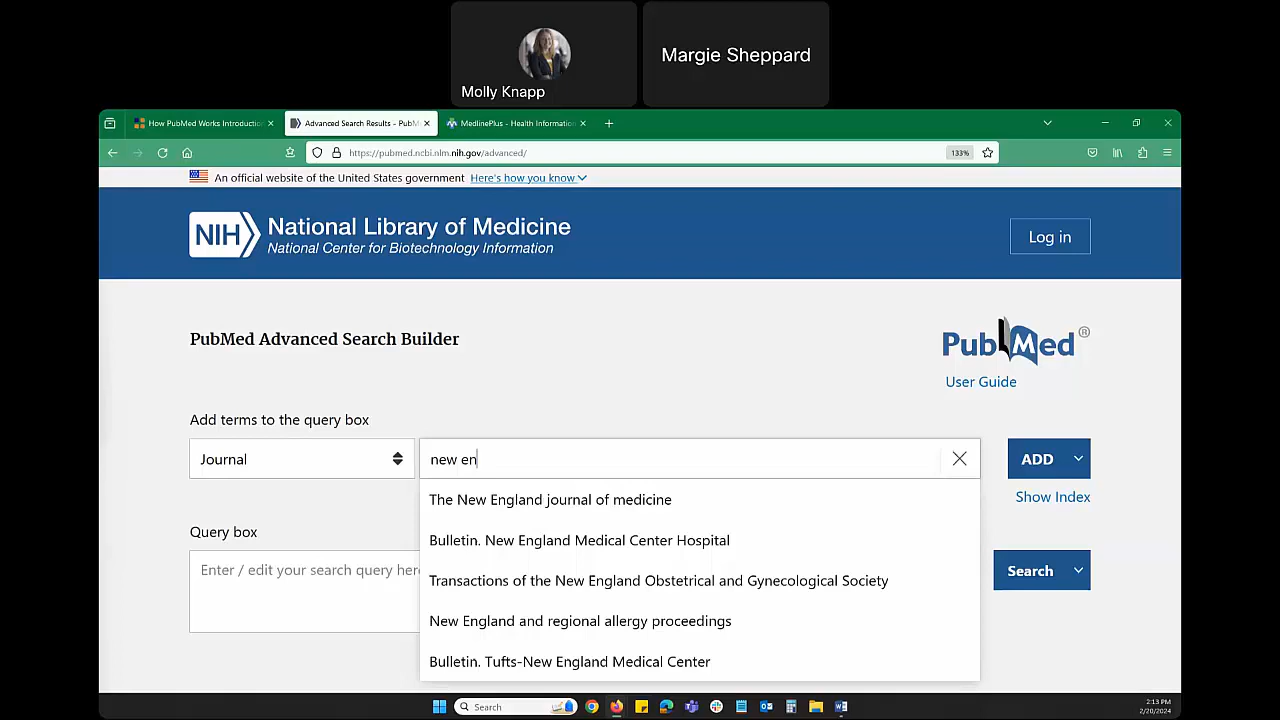 Molly Knapp
Margie Sheppard
How PubMed Works Introduction
Advanced Search Results - PubM
MedlinePlus - Health Information
https://pubmed.ncbi.nlm.nih.gov/advanced/
133%
An official website of the United States government Here's how you know
NIH National Library of Medicine
National Center for Biotechnology Information
Log in
PubMed Advanced Search Builder
PubMed®
User Guide
Add terms to the query box
Journal
new en
ADD
The New England journal of medicine
Show Index
Query box
Bulletin. New England Medical Center Hospital
Enter / edit your search query here
Transactions of the New England Obstetrical and Gynecological Society
Search
New England and regional allergy proceedings
Bulletin. Tufts-New England Medical Center
Search
2:13 PM
2/20/2024